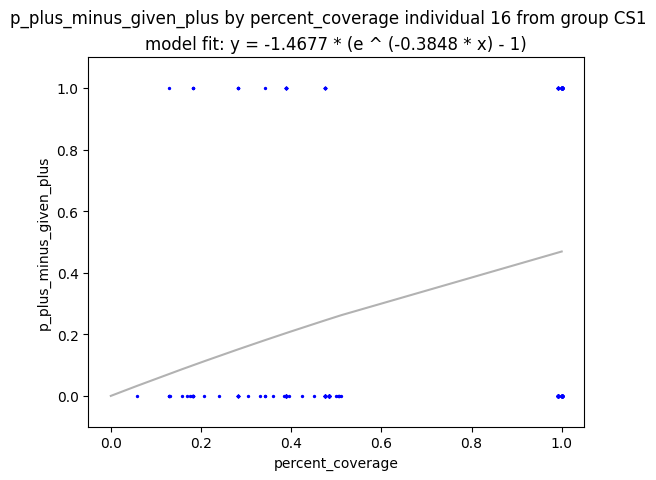 p_plus_minus_given_plus by percent_coverage individual 16 from group CS1
model fit: y = -1.4677 * (e ^ (-0.3848 * x) - 1)
p_plus_minus_given_plus
1.0
0.8
0.6
0.4
0.2
0.0
0.0 0.2 0.4 0.6 0.8 1.0
percent_coverage